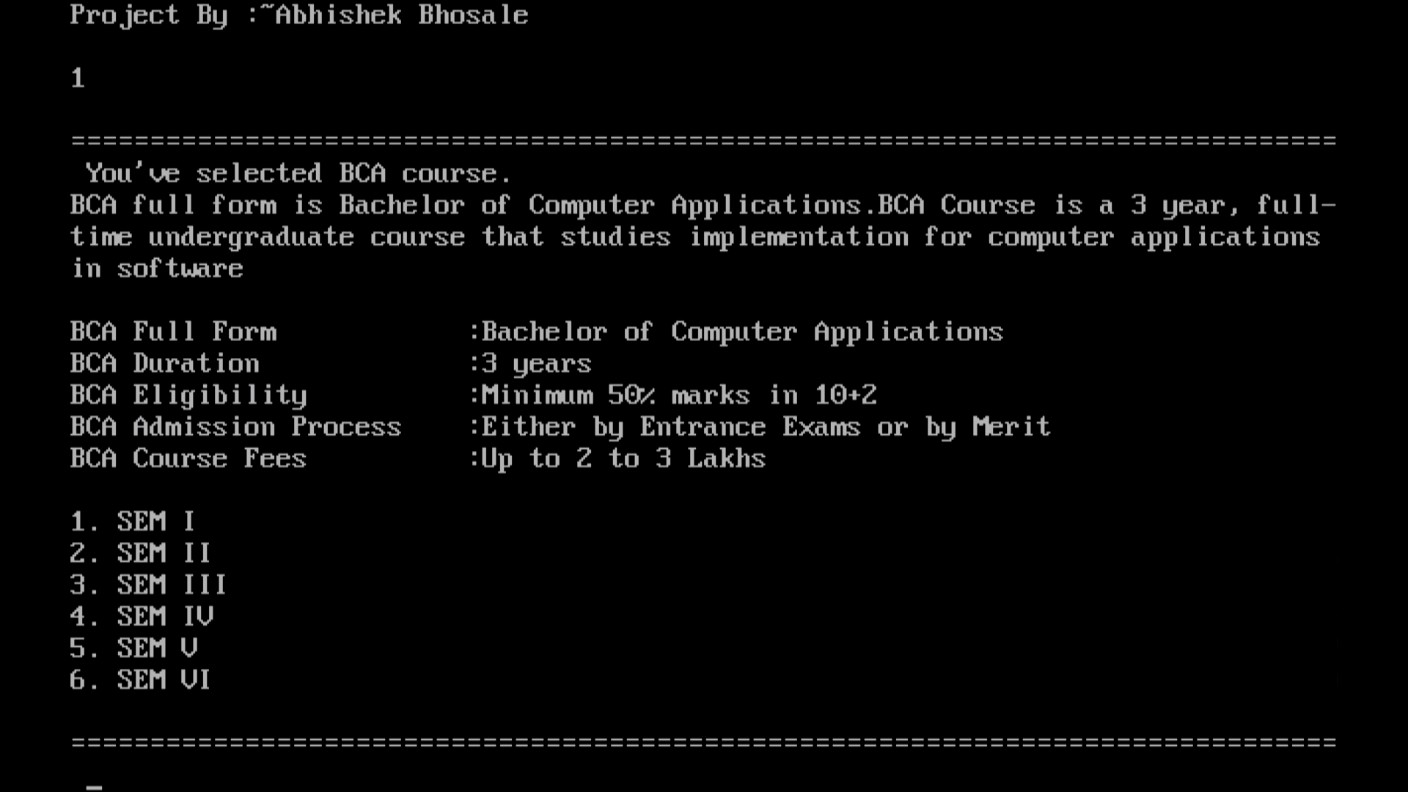 Project By :~Abhishek Bhosale
1
================================================================================
You've selected BCA course.
BCA full form is Bachelor of Computer Applications.BCA Course is a 3 year, full-
time undergraduate course that studies implementation for computer applications
in software
BCA Full Form :Bachelor of Computer Applications
BCA Duration :3 years
BCA Eligibility :Minimum 50% marks in 10+2
BCA Admission Process :Either by Entrance Exams or by Merit
BCA Course Fees :Up to 2 to 3 Lakhs
1. SEM I
2. SEM II
3. SEM III
4. SEM IV
5. SEM V
6. SEM VI
================================================================================
_